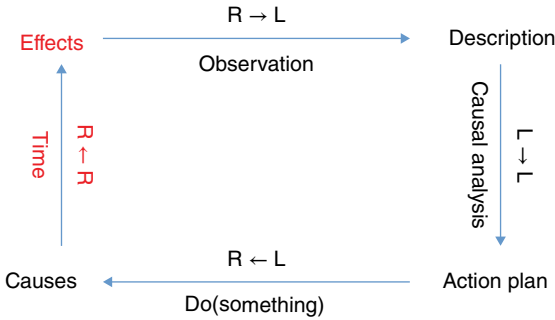 R → L
Effects
Description
Observation
Time
R ← R
Causal analysis
L → L
R ← L
Causes
Action plan
Do(something)